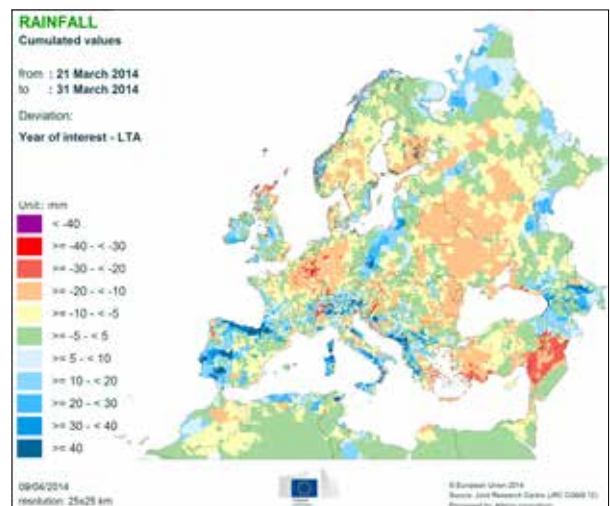 RAINFALL
Cumulated values
from : 21 March 2014
to : 31 March 2014
Deviation:
Year of interest - LTA
Unit: mm
< -40
>= -40 - < -30
>= -30 - < -20
>= -20 - < -10
>= -10 - < -5
>= -5 - < 5
>= 5 - < 10
>= 10 - < 20
>= 20 - < 30
>= 30 - < 40
>= 40
09/04/2014
resolution: 25x25 km
© European Union 2014
Source: Joint Research Centre